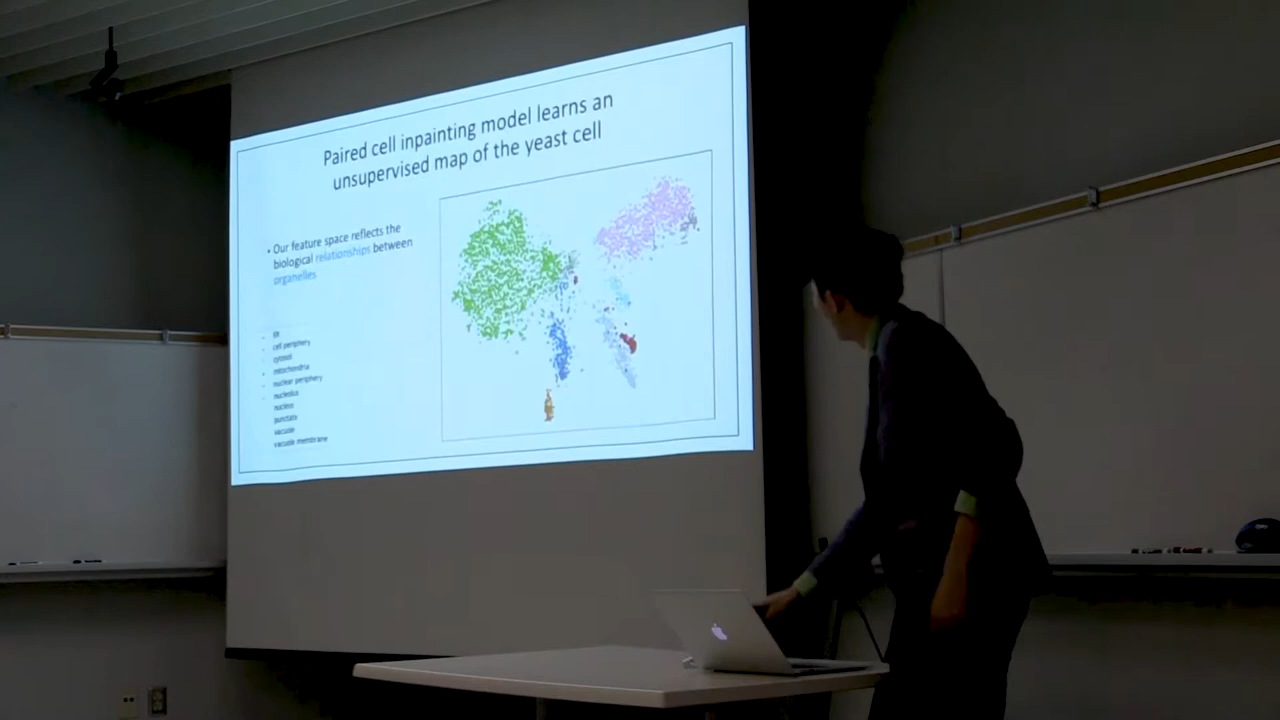 Paired cell inpainting model learns an
unsupervised map of the yeast cell
• Our feature space reflects the
biological relationships between
organelles
- ER
- cell periphery
- cytosol
- mitochondria
- nuclear periphery
- nucleolus
nucleus
punctate
vacuole
vacuole membrane